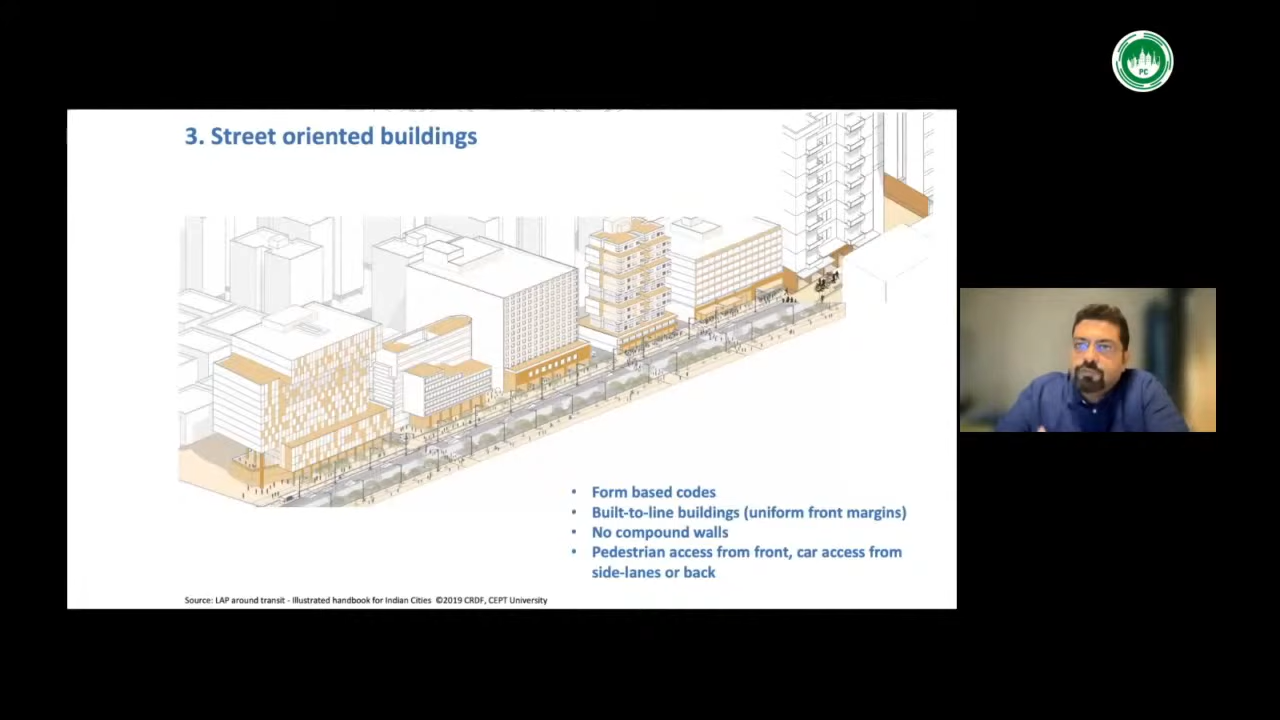 PC
3. Street oriented buildings
• Form based codes
• Built-to-line buildings (uniform front margins)
• No compound walls
• Pedestrian access from front, car access from
side-lanes or back
Source: LAP around transit - Illustrated handbook for Indian Cities ©2019 CRDF, CEPT University